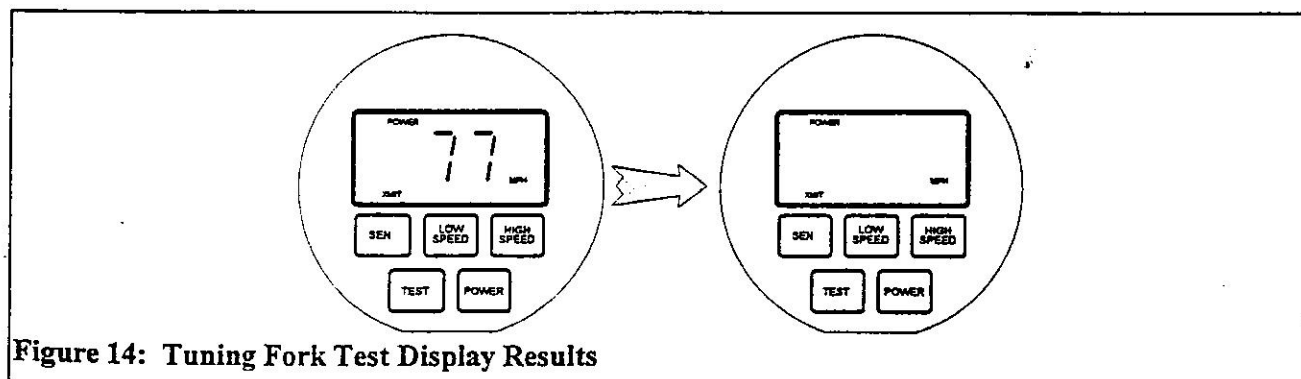 POWER
77
MPH
XMIT
SEN
LOW
SPEED
HIGH
SPEED
TEST
POWER
POWER
MPH
XMIT
SEN
LOW
SPEED
HIGH
SPEED
TEST
POWER
Figure 14: Tuning Fork Test Display Results